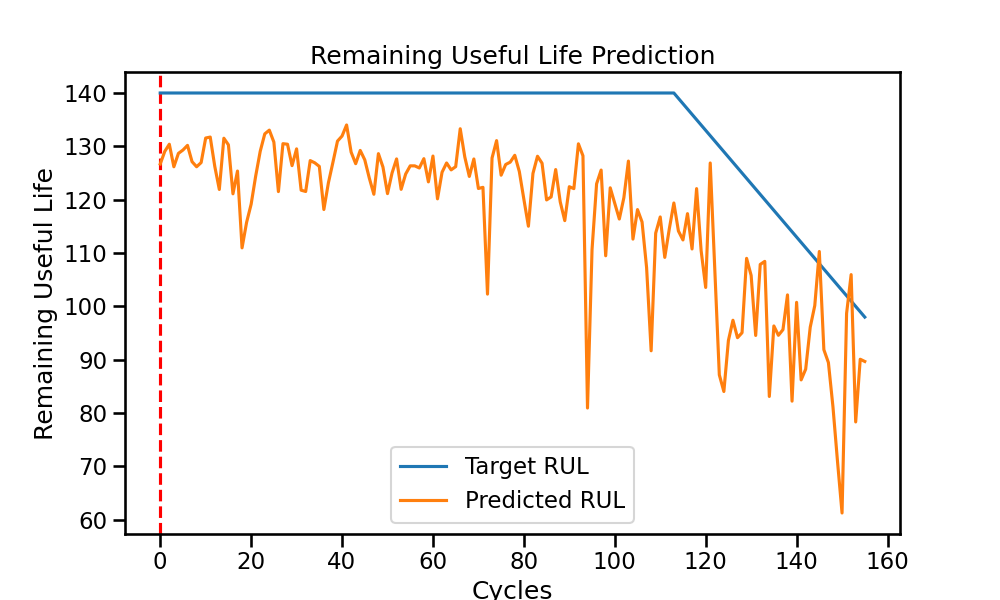 Remaining Useful Life Prediction
Remaining Useful Life
140
130
120
110
100
90
80
70
60
Target RUL
Predicted RUL
0 20 40 60 80 100 120 140 160
Cycles